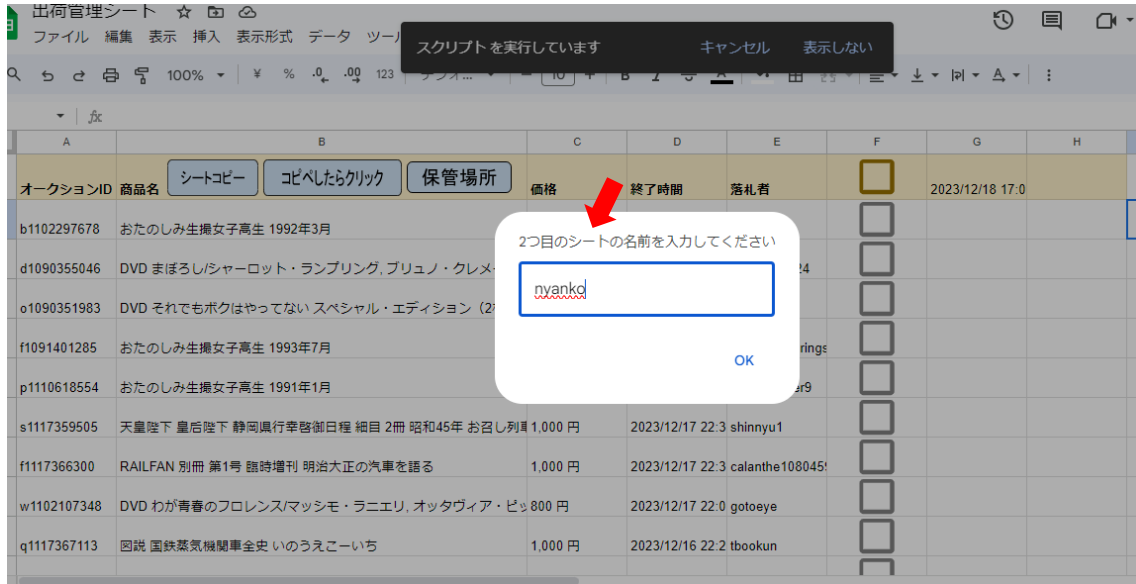 出荷管理シート
ファイル 編集 表示 挿入 表示形式 データ
スクリプト を実行しています キャンセル 表示しない
100% ¥ % .0 .00 123
fx
A B C D E F G H
オークションID 商品名 シートコピー コピペしたらクリック 保管場所 価格 終了時間 落札者 2023/12/18 17:0
b1102297678 おたのしみ生撮女子高生 1992年3月
2つ目のシートの名前を入力してください
d1090355046 DVD まぼろし/シャーロット・ランプリング, ブリュノ・クレメ 24
nyanko
o1090351983 DVD それでもボクはやってない スペシャル・エディション
f1091401285 おたのしみ生撮女子高生 1993年7月 rings
OK
p1110618554 おたのしみ生撮女子高生 1991年1月 er9
s1117359505 天皇陛下 皇后陛下 静岡県行幸啓御日程 細目 2冊 昭和45年 お召し列車 1,000 円 2023/12/17 22:3 shinnyu1
f1117366300 RAILFAN 別冊 第1号 臨時増刊 明治大正の汽車を語る 1,000 円 2023/12/17 22:3 calanthe108045
w1102107348 DVD わが青春のフロレンス/マッシモ・ラニエリ, オッタヴィア・ピッ 800 円 2023/12/17 22:0 gotoeye
q1117367113 図説 国鉄蒸気機関車全史 いのうえこーいち 1,000 円 2023/12/16 22:2 tbookun